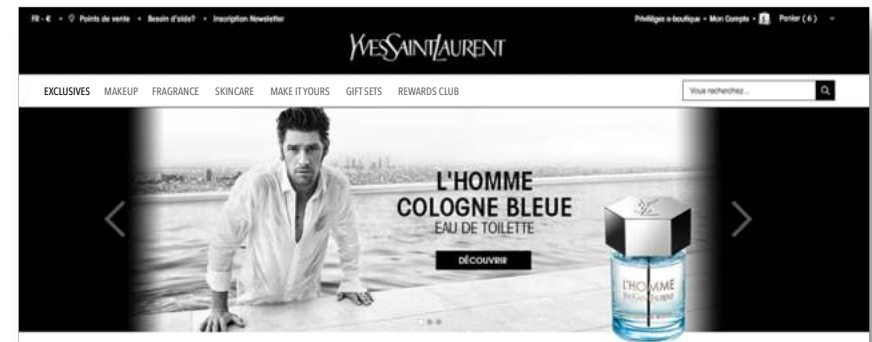 FR - € • Points de vente • Besoin d'aide? • Inscription Newsletter
Privilèges e-boutique • Mon Compte • Panier ( 6 )
YVESSAINTLAURENT
EXCLUSIVES MAKEUP FRAGRANCE SKINCARE MAKE IT YOURS GIFT SETS REWARDS CLUB
Vous recherchez ...
L'HOMME
COLOGNE BLEUE
EAU DE TOILETTE
DÉCOUVRIR
L'HOMME
YVESSAINTLAURENT